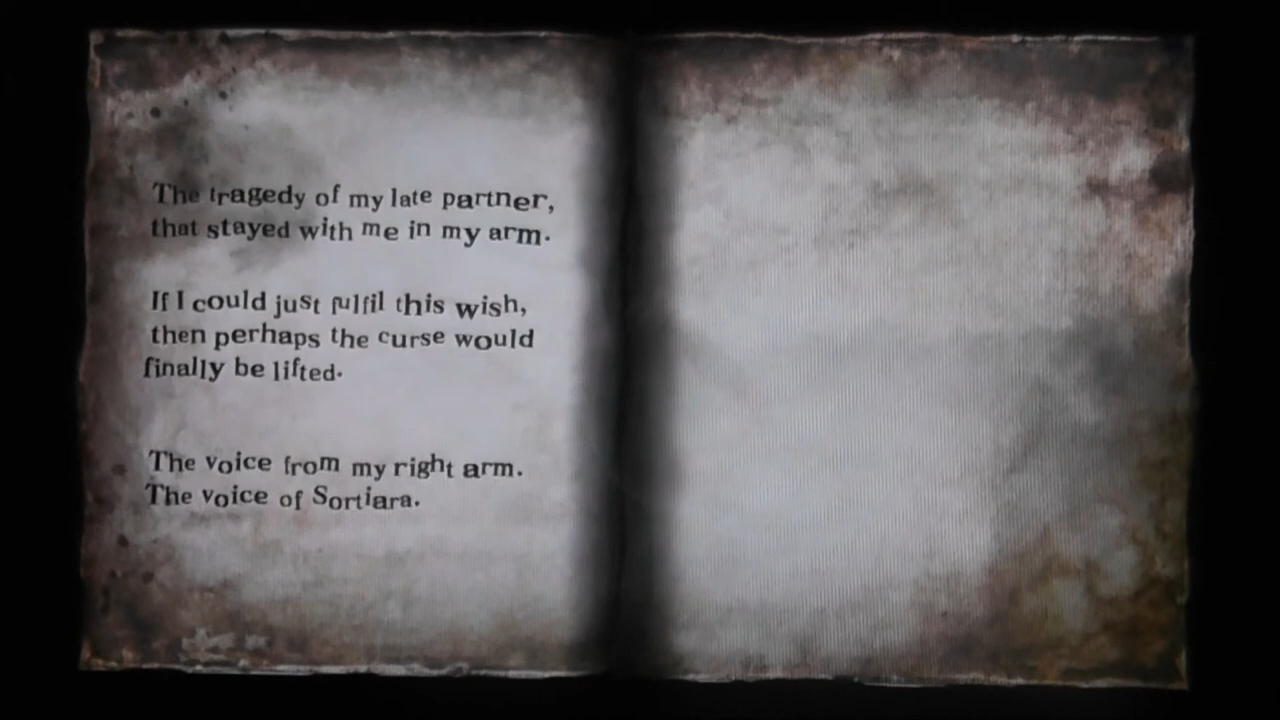 The tragedy of my late partner,
that stayed with me in my arm.
If I could just fulfil this wish,
then perhaps the curse would
finally be lifted.
The voice from my right arm.
The voice of Sortiara.